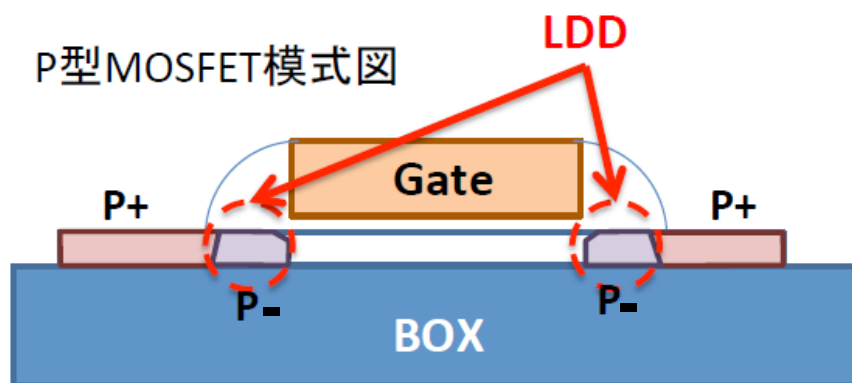 LDD
P型MOSFET模式図
Gate
P+
P+
P-
P-
BOX